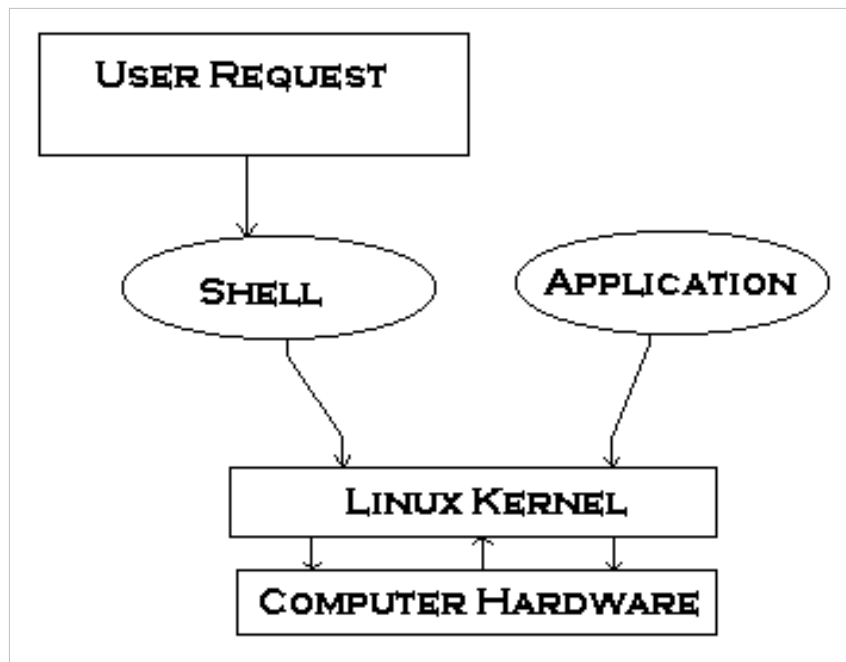 User Request
Shell
Application
Linux Kernel
Computer Hardware